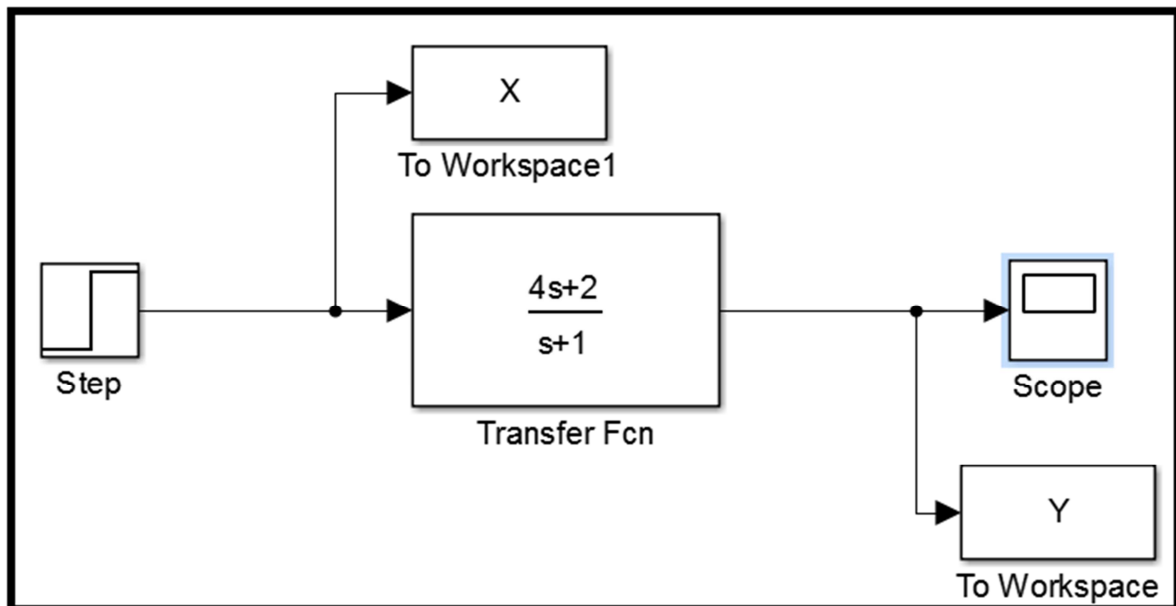 X
To Workspace1
4s+2
s+1
Step
Transfer Fcn
Scope
Y
To Workspace